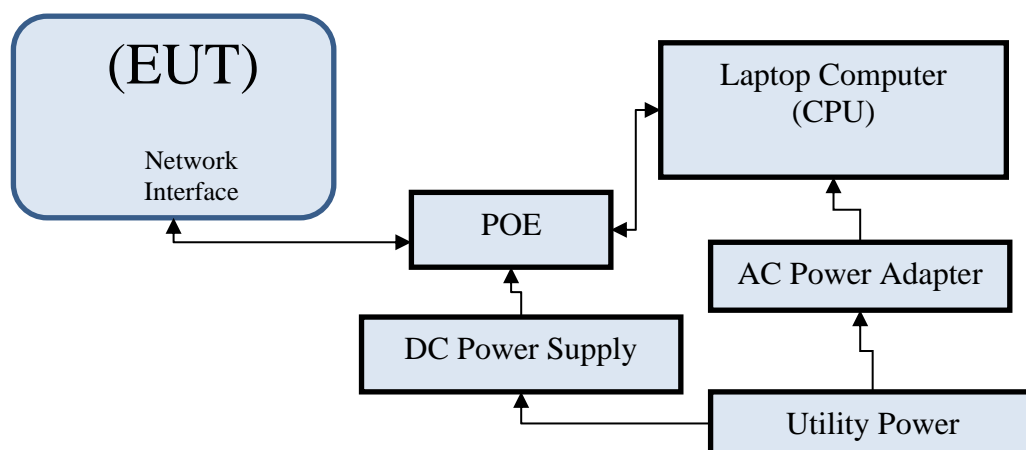 (EUT)
Network
Interface
Laptop Computer
(CPU)
POE
AC Power Adapter
DC Power Supply
Utility Power